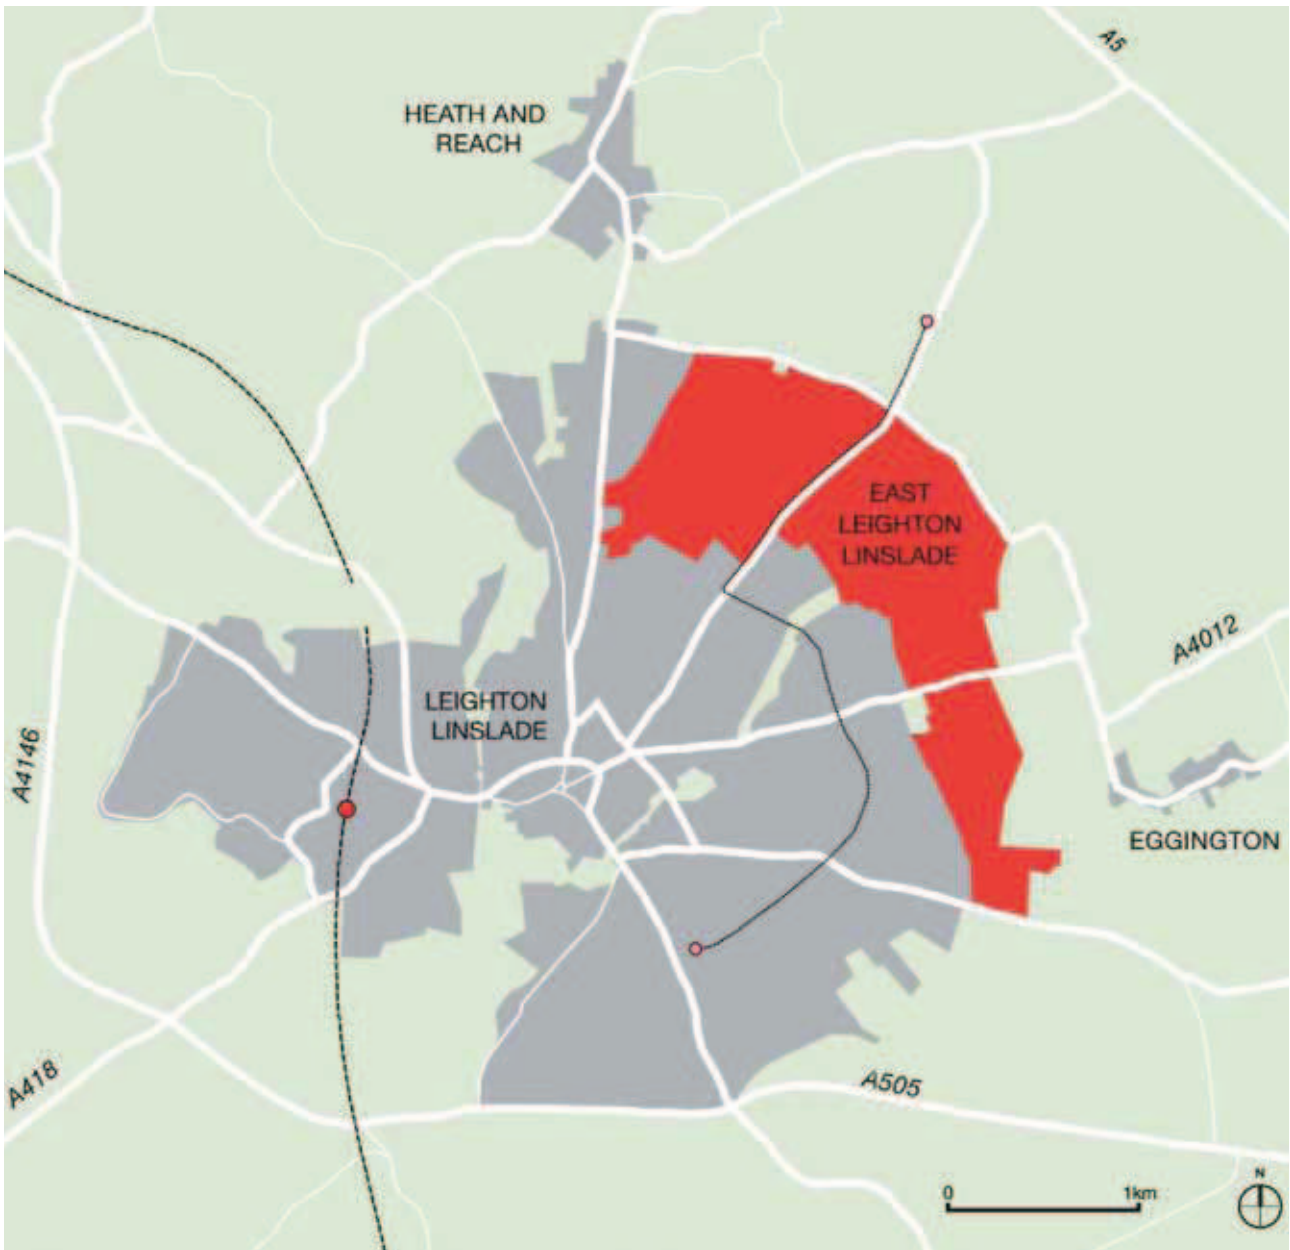 A5
HEATH AND
REACH
EAST
LEIGHTON
LINSLADE
A4012
LEIGHTON
LINSLADE
A4146
EGGINGTON
A418
A505
N
0 1km